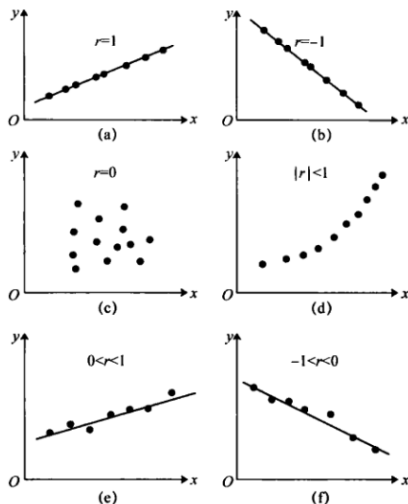 y
r=1
O
x
(a)
y
r=−1
O
x
(b)
y
r=0
O
x
(c)
y
|r|<1
O
x
(d)
y
0<r<1
O
x
(e)
y
−1<r<0
O
x
(f)